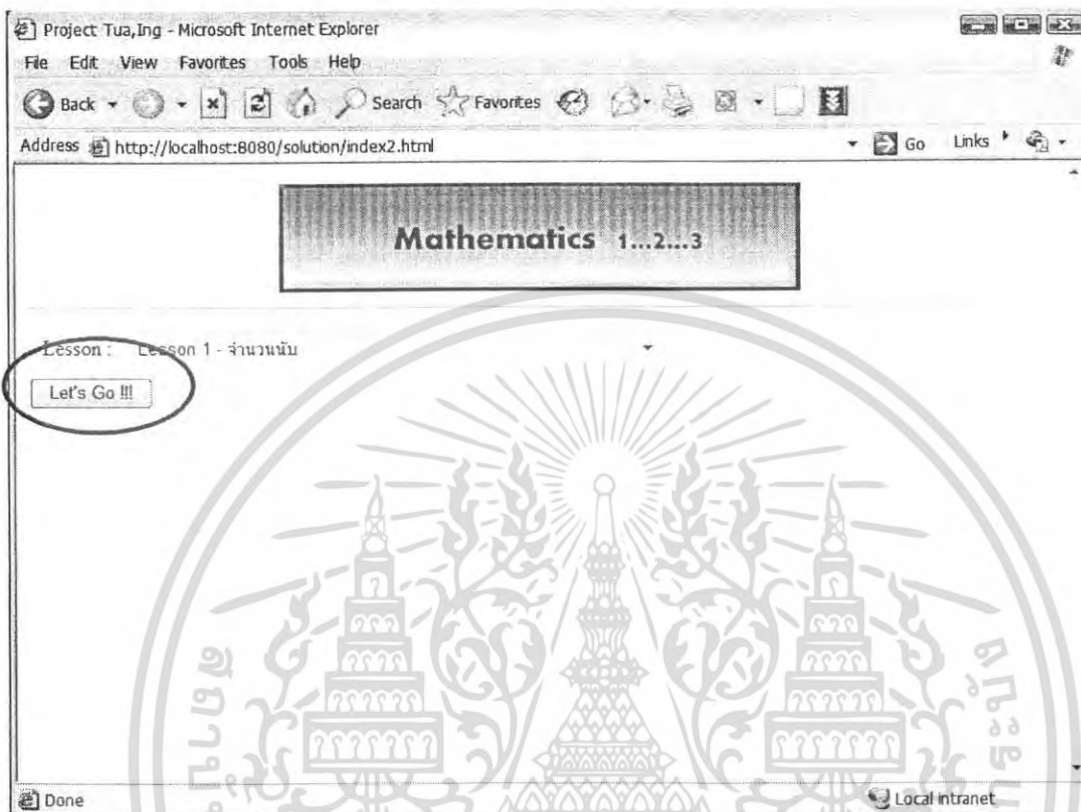 Project Tua,Ing - Microsoft Internet Explorer
File Edit View Favorites Tools Help
Back Search Favorites
Address http://localhost:8080/solution/index2.html Go Links
Mathematics 1...2...3
Lesson : Lesson 1 - จำนวนนับ
Let's Go !!!
Done Local intranet